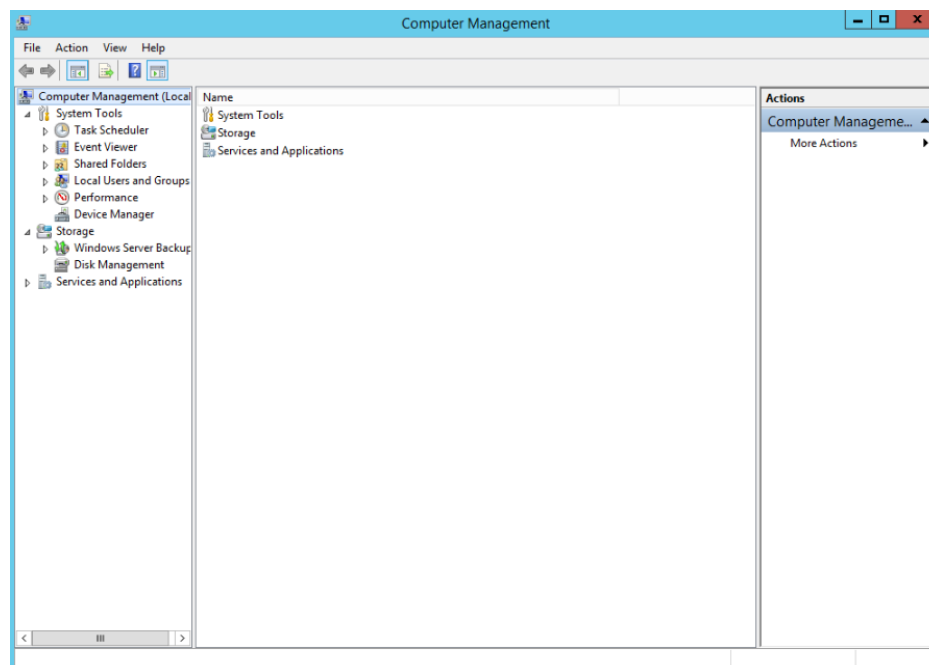 Computer Management
File Action View Help
Computer Management (Local
System Tools
Task Scheduler
Event Viewer
Shared Folders
Local Users and Groups
Performance
Device Manager
Storage
Windows Server Backup
Disk Management
Services and Applications
Name
System Tools
Storage
Services and Applications
Actions
Computer Manageme...
More Actions